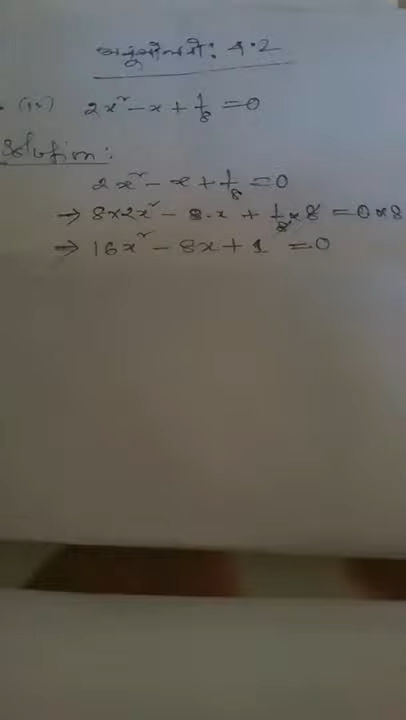 অনুশীলনী: 4.2
(iv) 2x² - x + 1/8 = 0
Solution:
2x² - x + 1/8 = 0
→ 8×2x² - 8·x + 1/8 × 8 = 0×8
→ 16x² - 8x + 1 = 0